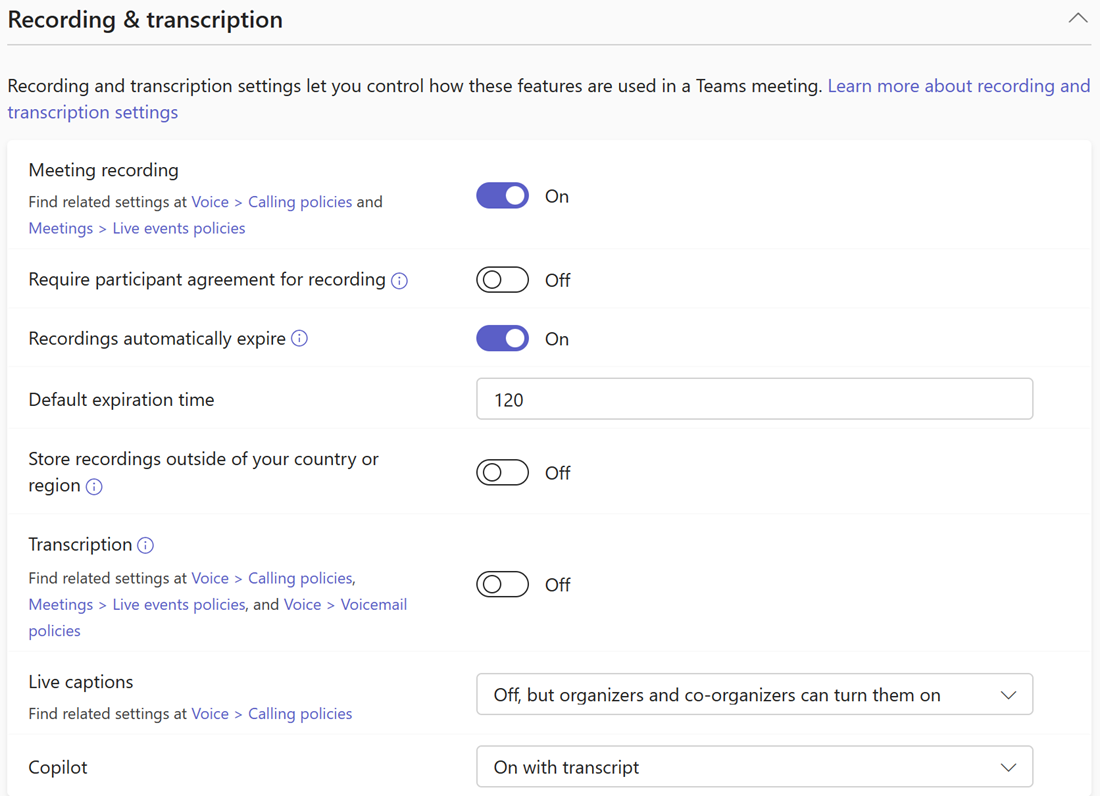 Recording & transcription
Recording and transcription settings let you control how these features are used in a Teams meeting. Learn more about recording and
transcription settings
Meeting recording
Find related settings at Voice > Calling policies and
Meetings > Live events policies
On
Require participant agreement for recording
Off
Recordings automatically expire
On
Default expiration time
120
Store recordings outside of your country or
region
Off
Transcription
Find related settings at Voice > Calling policies,
Meetings > Live events policies, and Voice > Voicemail
policies
Off
Live captions
Find related settings at Voice > Calling policies
Off, but organizers and co-organizers can turn them on
Copilot
On with transcript